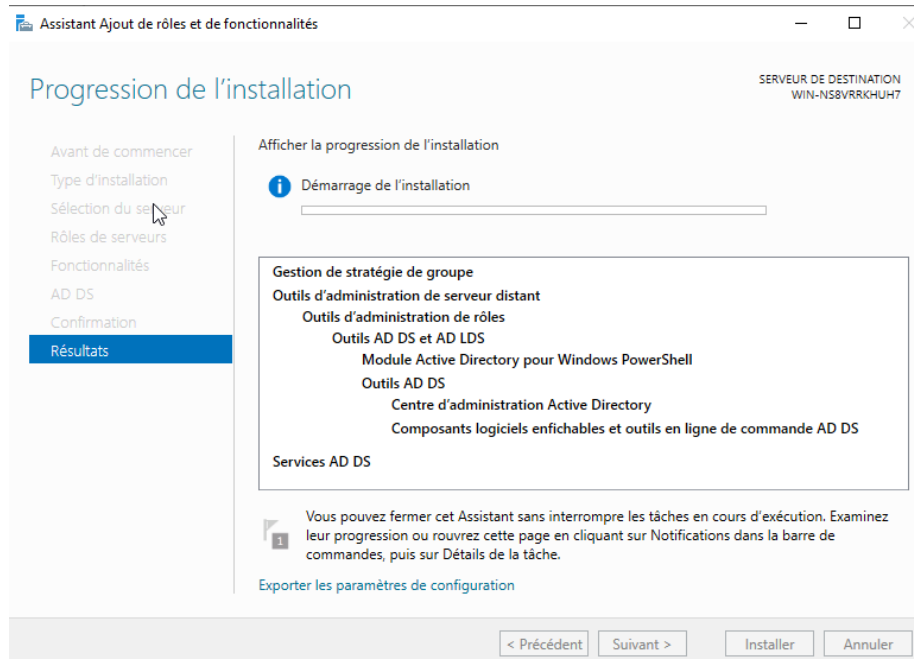 Assistant Ajout de rôles et de fonctionnalités
Progression de l'installation
SERVEUR DE DESTINATION
WIN-NS8VRRKHUH7
Avant de commencer
Type d'installation
Sélection du serveur
Rôles de serveurs
Fonctionnalités
AD DS
Confirmation
Résultats
Afficher la progression de l'installation
Démarrage de l'installation
Gestion de stratégie de groupe
Outils d'administration de serveur distant
Outils d'administration de rôles
Outils AD DS et AD LDS
Module Active Directory pour Windows PowerShell
Outils AD DS
Centre d'administration Active Directory
Composants logiciels enfichables et outils en ligne de commande AD DS
Services AD DS
1
Vous pouvez fermer cet Assistant sans interrompre les tâches en cours d'exécution. Examinez
leur progression ou rouvrez cette page en cliquant sur Notifications dans la barre de
commandes, puis sur Détails de la tâche.
Exporter les paramètres de configuration
< Précédent
Suivant >
Installer
Annuler